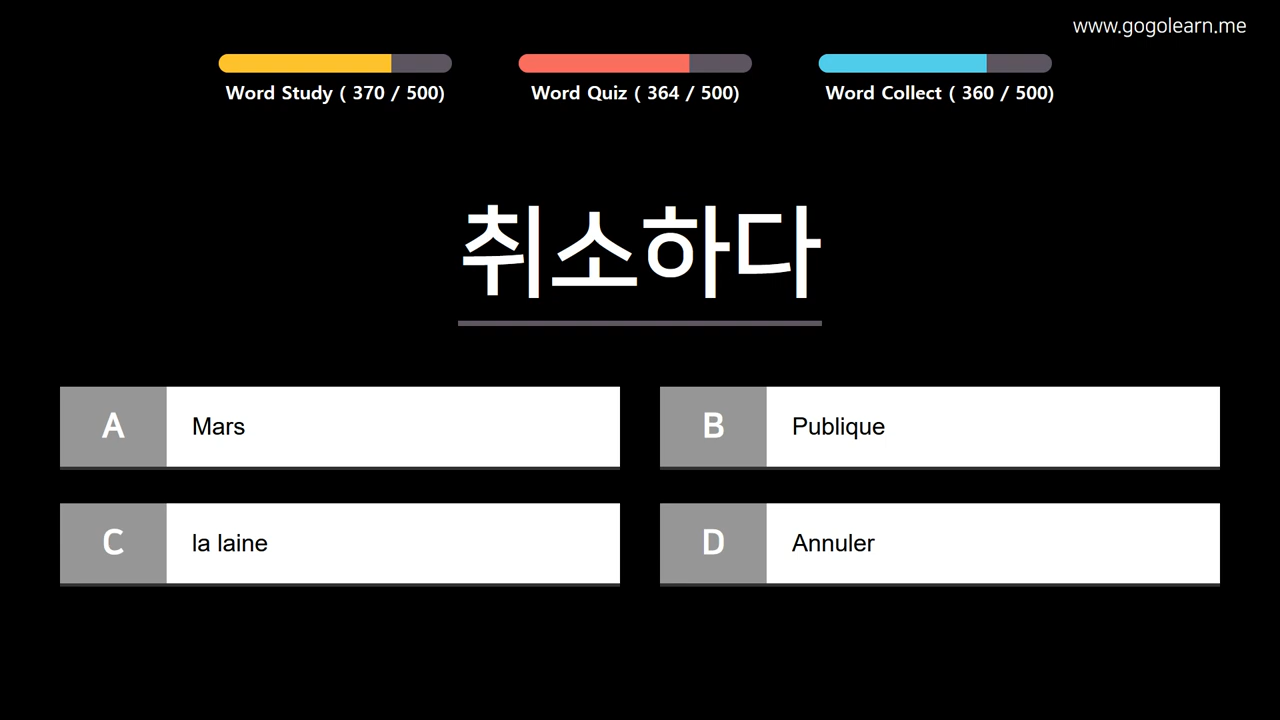 www.gogolearn.me
Word Study ( 370 / 500)
Word Quiz ( 364 / 500)
Word Collect ( 360 / 500)
취소하다
A Mars
B Publique
C la laine
D Annuler